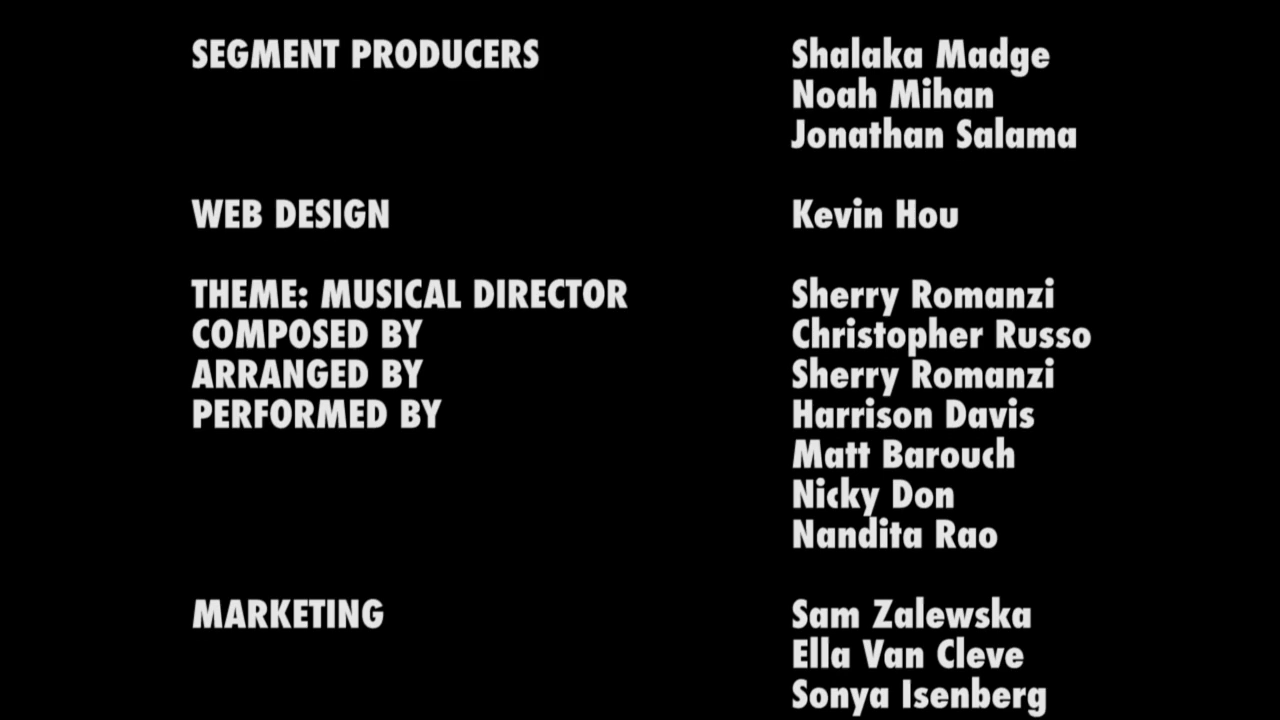 SEGMENT PRODUCERS Shalaka Madge
Noah Mihan
Jonathan Salama
WEB DESIGN Kevin Hou
THEME: MUSICAL DIRECTOR Sherry Romanzi
COMPOSED BY Christopher Russo
ARRANGED BY Sherry Romanzi
PERFORMED BY Harrison Davis
Matt Barouch
Nicky Don
Nandita Rao
MARKETING Sam Zalewska
Ella Van Cleve
Sonya Isenberg